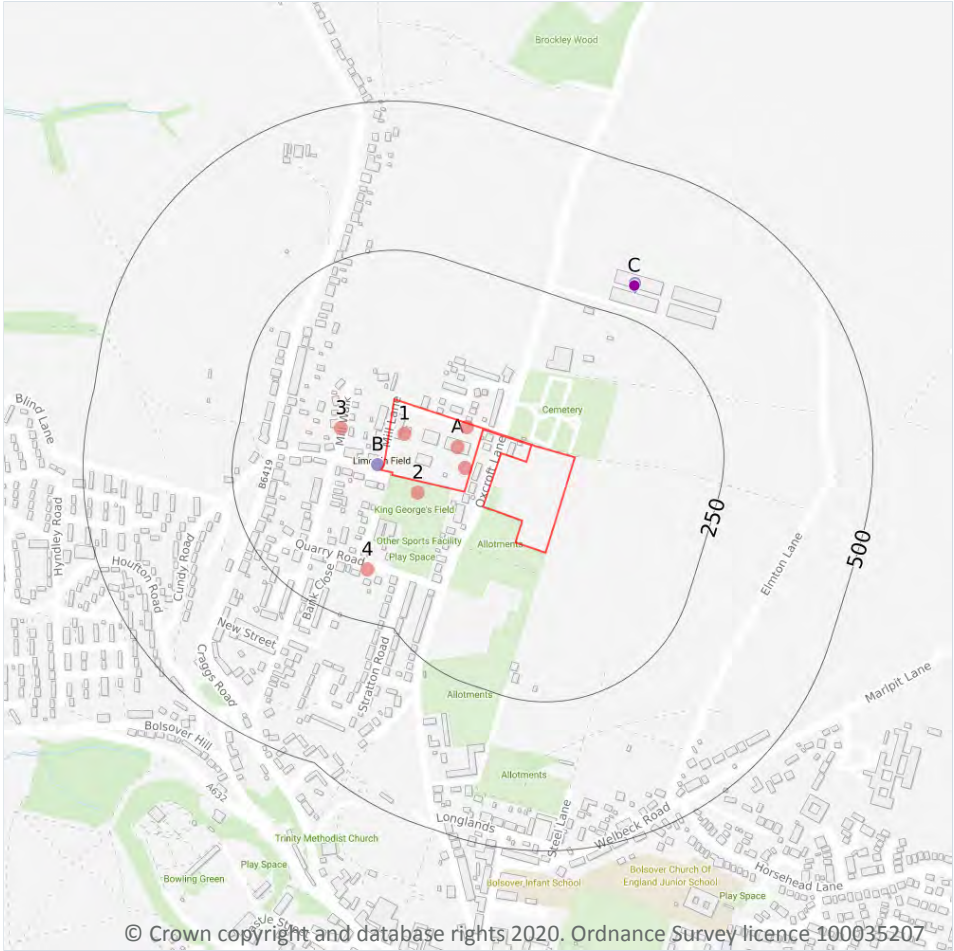 Brockley Wood
C
Blind Lane
3
Mill Walk
Mill Lane
1
A
Cemetery
B
B6419
2
Oxcroft Lane
King George's Field
250
500
Hyndley Road
Houfton Road
Cundy Road
Quarry Road
4
Other Sports Facility
Play Space
Allotments
Elmton Lane
Bank Close
New Street
Craggs Road
Stratton Road
Allotments
Marlpit Lane
Bolsover Hill
A632
Allotments
Longlands
Steel Lane
Welbeck Road
Trinity Methodist Church
Play Space
Bowling Green
Bolsover Infant School
Bolsover Church Of
England Junior School
Horsehead Lane
Play Space
© Crown copyright and database rights 2020. Ordnance Survey licence 100035207